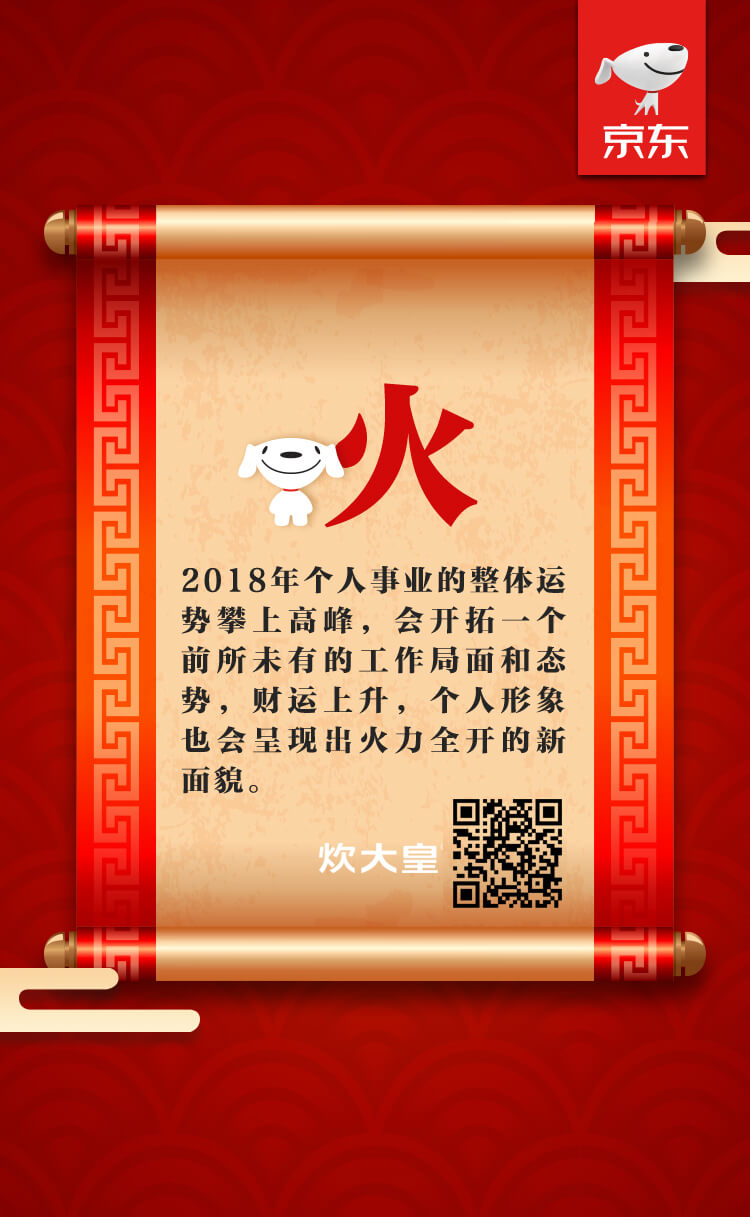 京东
火
2018年个人事业的整体运
势攀上高峰，会开拓一个
前所未有的工作局面和态
势，财运上升，个人形象
也会呈现出火力全开的新
面貌。
炊大皇